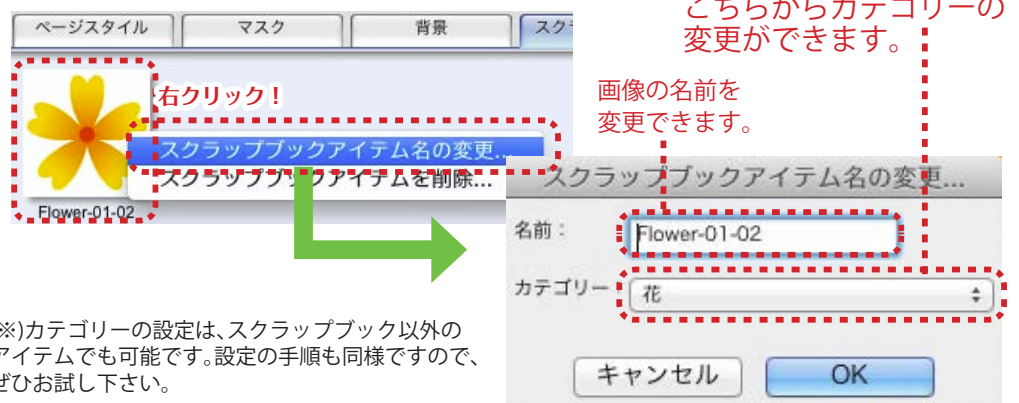 ページスタイル
マスク
背景
スク
こちらからカテゴリーの
変更ができます。
右クリック！
画像の名前を
変更できます。
スクラップブックアイテム名の変更...
スクラップブックアイテムを削除...
Flower-01-02
スクラップブックアイテム名の変更...
名前：
Flower-01-02
カテゴリー
花
キャンセル
OK
※)カテゴリーの設定は、スクラップブック以外の
アイテムでも可能です。設定の手順も同様ですので、
ぜひお試し下さい。